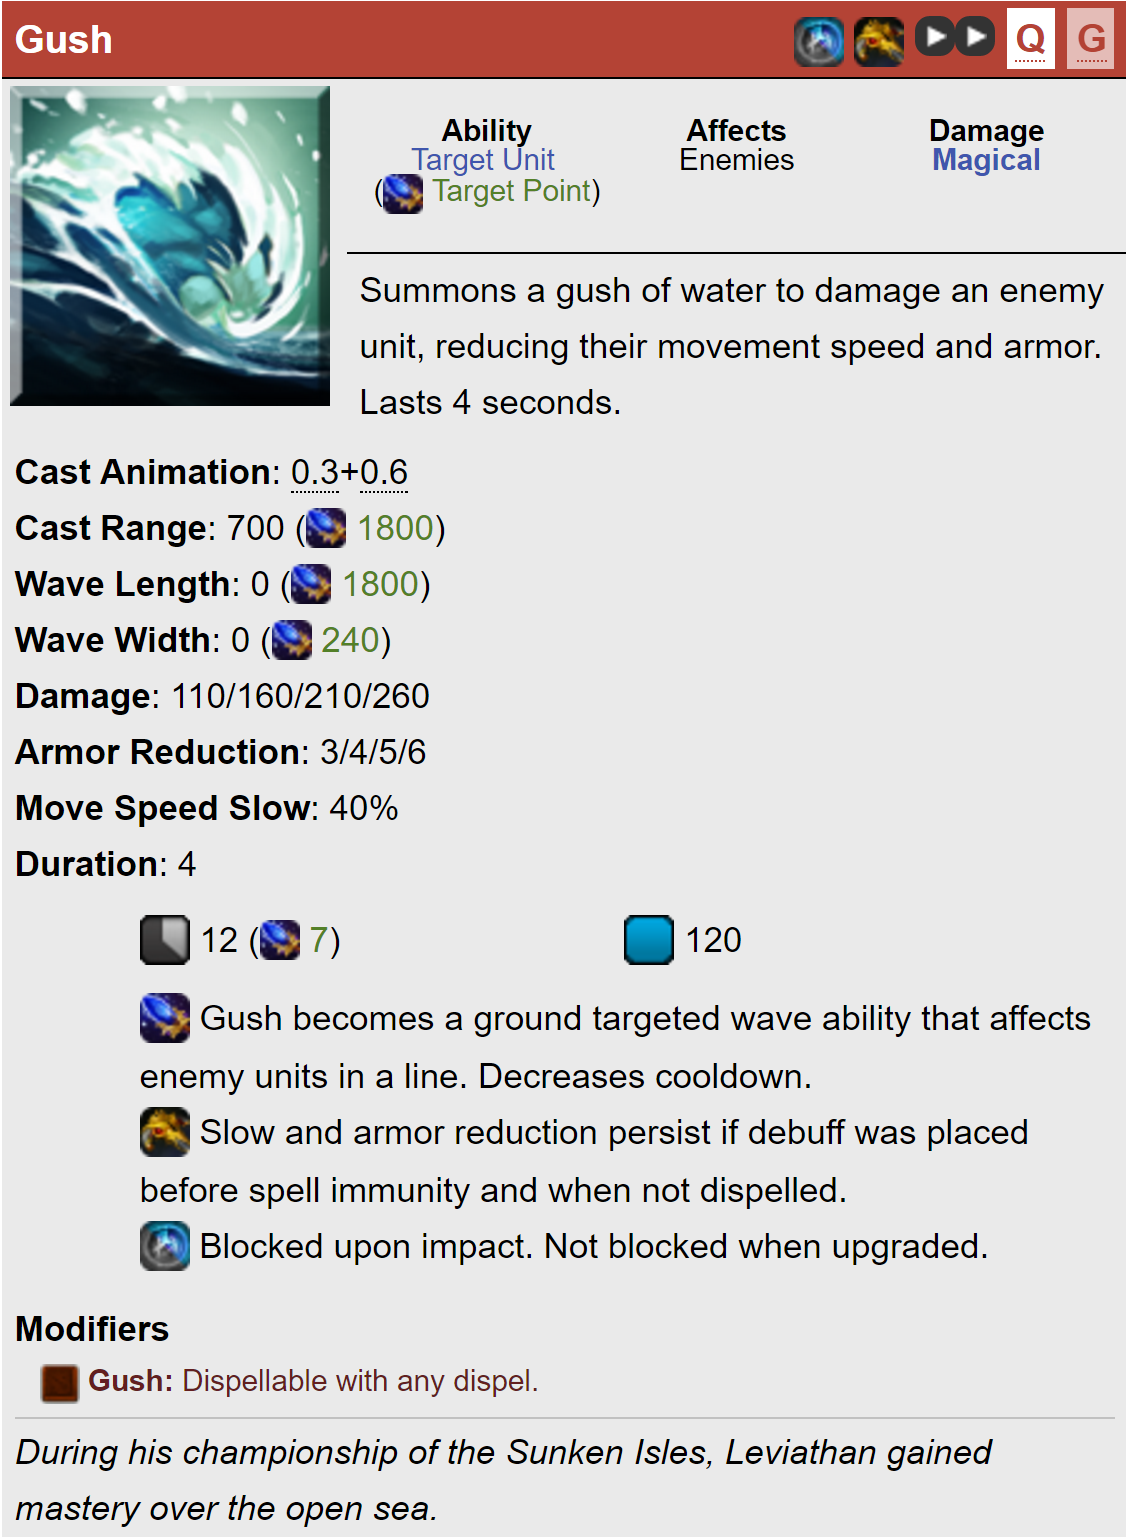 Gush Q G
Ability Affects Damage
Target Unit Enemies Magical
( Target Point)
Summons a gush of water to damage an enemy
unit, reducing their movement speed and armor.
Lasts 4 seconds.
Cast Animation: 0.3+0.6
Cast Range: 700 ( 1800)
Wave Length: 0 ( 1800)
Wave Width: 0 ( 240)
Damage: 110/160/210/260
Armor Reduction: 3/4/5/6
Move Speed Slow: 40%
Duration: 4
12 ( 7) 120
Gush becomes a ground targeted wave ability that affects
enemy units in a line. Decreases cooldown.
Slow and armor reduction persist if debuff was placed
before spell immunity and when not dispelled.
Blocked upon impact. Not blocked when upgraded.
Modifiers
Gush: Dispellable with any dispel.
During his championship of the Sunken Isles, Leviathan gained
mastery over the open sea.